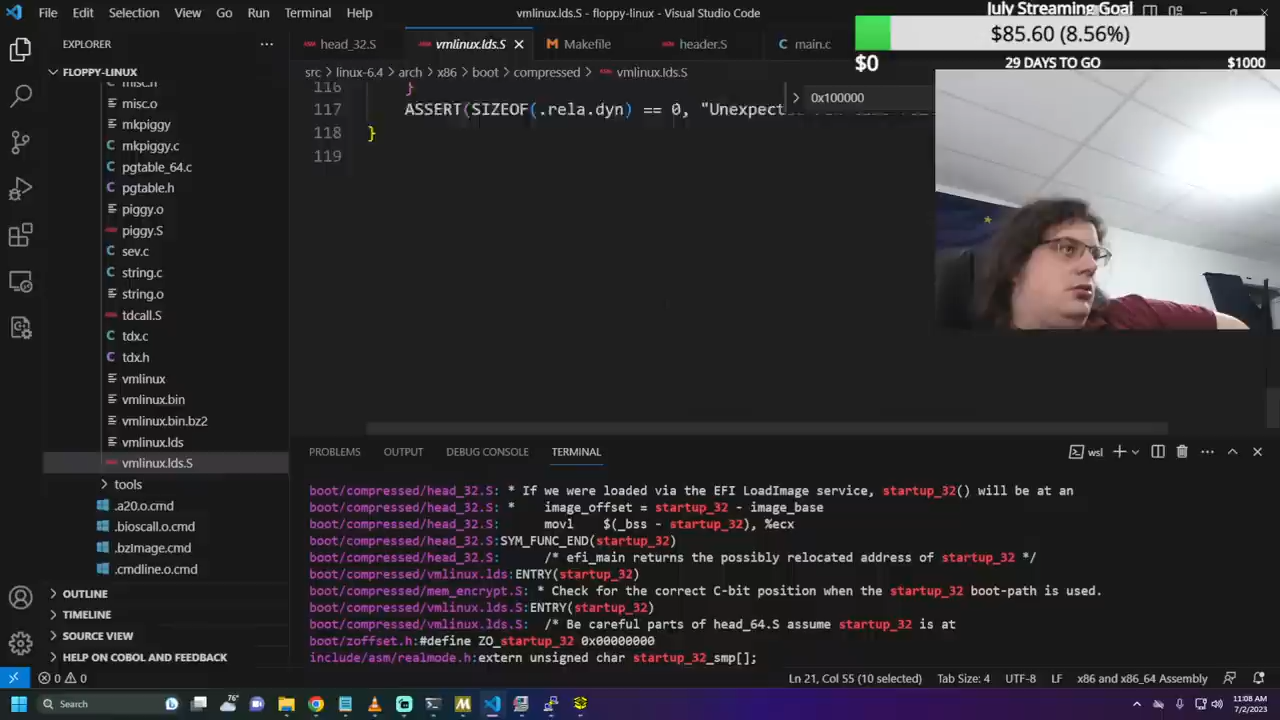 File Edit Selection View Go Run Terminal Help
vmlinux.lds.S - floppy-linux - Visual Studio Code
July Streaming Goal
$85.60 (8.56%)
$0 29 DAYS TO GO $1000
EXPLORER
head_32.S vmlinux.lds.S Makefile header.S main.c
FLOPPY-LINUX
src > linux-6.4 > arch > x86 > boot > compressed > vmlinux.lds.S
misc.h
misc.o
mkpiggy
mkpiggy.c
pgtable_64.c
pgtable.h
piggy.o
piggy.S
sev.c
string.c
string.o
tdcall.S
tdx.c
tdx.h
vmlinux
vmlinux.bin
vmlinux.bin.bz2
vmlinux.lds
vmlinux.lds.S
tools
.a20.o.cmd
.bioscall.o.cmd
.bzImage.cmd
.cmdline.o.cmd
OUTLINE
TIMELINE
SOURCE VIEW
HELP ON COBOL AND FACEBOOK
116 }
117 ASSERT(SIZEOF(.rela.dyn) == 0, "Unexpect
118 }
119
0x100000
PROBLEMS OUTPUT DEBUG CONSOLE TERMINAL
wsl
boot/compressed/head_32.S: * If we were loaded via the EFI LoadImage service, startup_32() will be at an
boot/compressed/head_32.S: * image_offset = startup_32 - image_base
boot/compressed/head_32.S: movl $(_bss - startup_32), %ecx
boot/compressed/head_32.S:SYM_FUNC_END(startup_32)
boot/compressed/head_32.S: /* efi_main returns the possibly relocated address of startup_32 */
boot/compressed/vmlinux.lds:ENTRY(startup_32)
boot/compressed/mem_encrypt.S: * Check for the correct C-bit position when the startup_32 boot-path is used.
boot/compressed/vmlinux.lds.S:ENTRY(startup_32)
boot/compressed/vmlinux.lds.S: /* Be careful parts of head_64.S assume startup_32 is at
boot/zoffset.h:#define ZO_startup_32 0x00000000
include/asm/realmode.h:extern unsigned char startup_32_smp[];
0 0 Ln 21, Col 55 (10 selected) Tab Size: 4 UTF-8 LF x86 and x86_64 Assembly
Search
76°
11:08 AM
7/2/2023